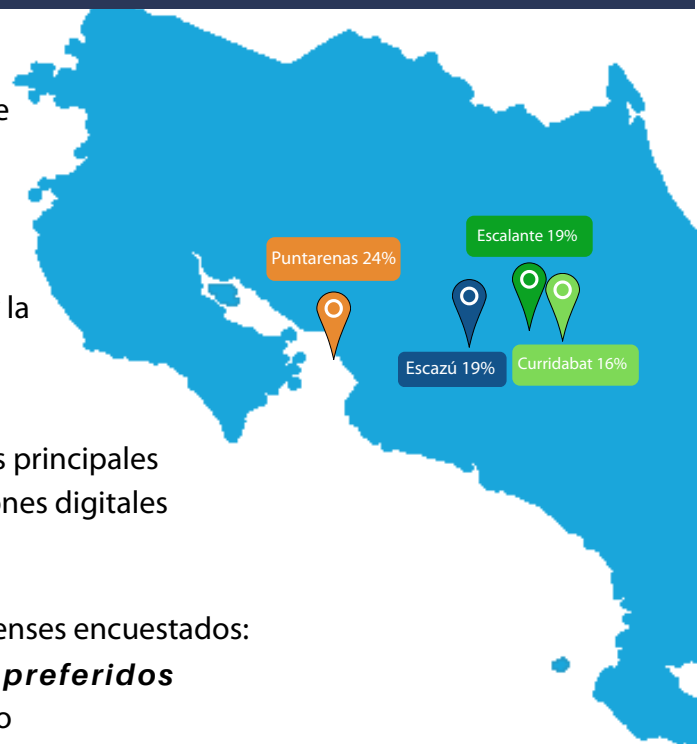 e
Escalante 19%
Puntarenas 24%
la
Escazú 19%
Curridabat 16%
s principales
nes digitales
enses encuestados:
preferidos
o